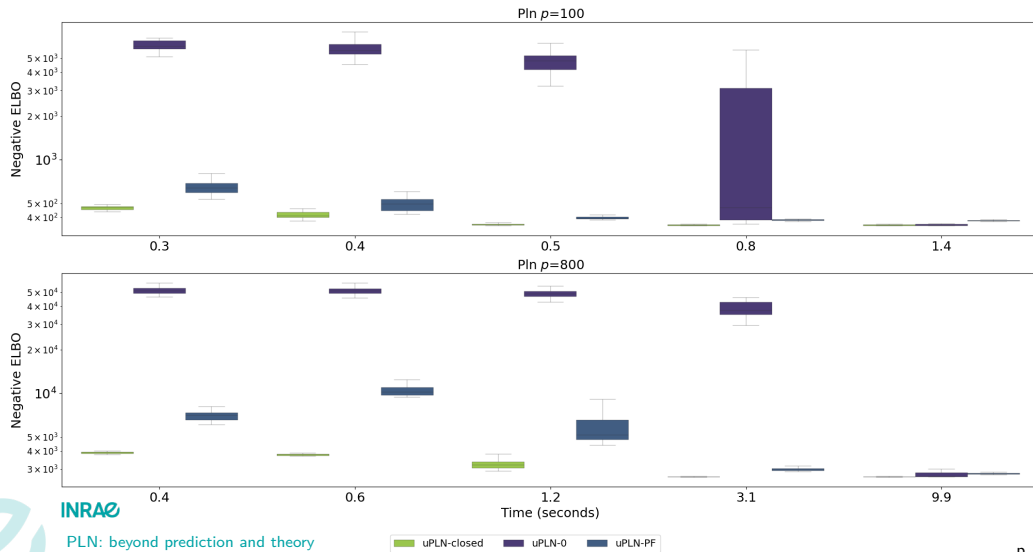 Pln p=100
Negative ELBO
5 × 10³
4 × 10³
3 × 10³
2 × 10³
10³
5 × 10²
4 × 10²
0.3 0.4 0.5 0.8 1.4
Pln p=800
Negative ELBO
5 × 10⁴
4 × 10⁴
3 × 10⁴
2 × 10⁴
10⁴
5 × 10³
4 × 10³
3 × 10³
0.4 0.6 1.2 3.1 9.9
Time (seconds)
INRAE
PLN: beyond prediction and theory
uPLN-closed uPLN-0 uPLN-PF